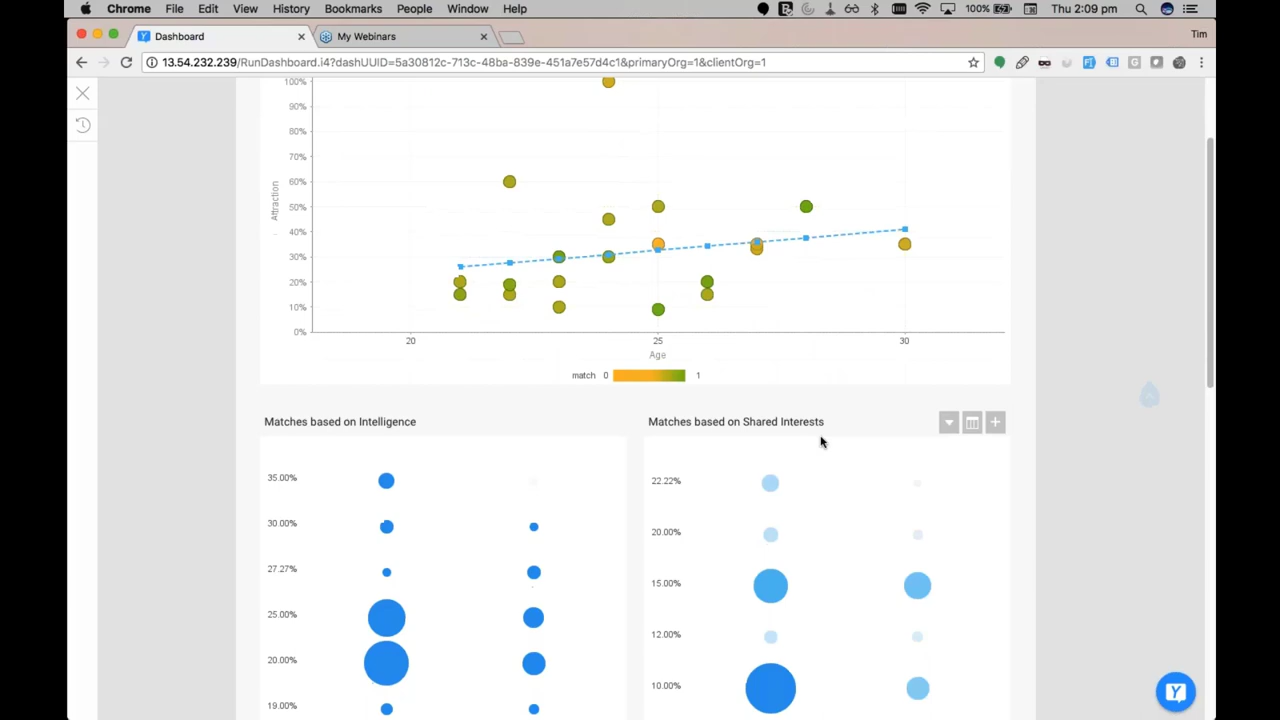 Chrome File Edit View History Bookmarks People Window Help 100% Thu 2:09 pm
Dashboard My Webinars Tim
13.54.232.239/RunDashboard.i4?dashUUID=5a30812c-713c-48ba-839e-451a7e57d4c1&primaryOrg=1&clientOrg=1
100%
90%
80%
70%
60%
50%
40%
30%
20%
10%
0%
Attraction
20 25 30
Age
match 0 1
Matches based on Intelligence
35.00%
30.00%
27.27%
25.00%
20.00%
19.00%
Matches based on Shared Interests
22.22%
20.00%
15.00%
12.00%
10.00%